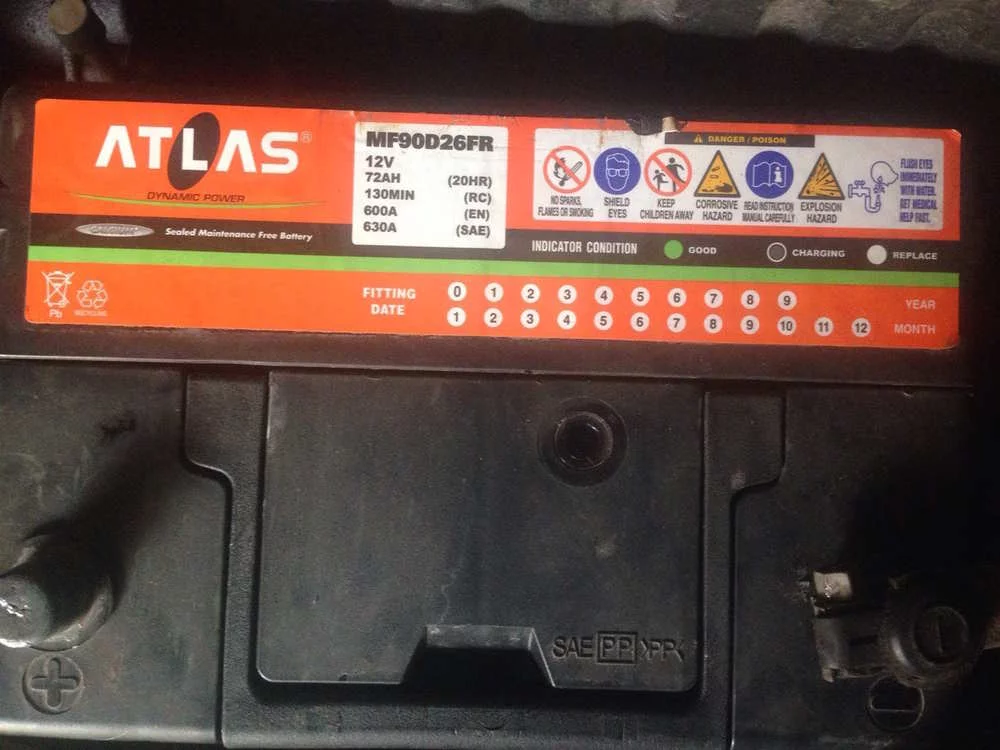 ATLAS®
DYNAMIC POWER
Sealed Maintenance Free Battery
MF90D26FR
12V
72AH (20HR)
130MIN (RC)
600A (EN)
630A (SAE)
DANGER / POISON
NO SPARKS,
FLAMES OR SMOKING
SHIELD
EYES
KEEP
CHILDREN AWAY
CORROSIVE
HAZARD
READ INSTRUCTION
MANUAL CAREFULLY
EXPLOSION
HAZARD
FLUSH EYES
IMMEDIATELY
WITH WATER.
GET MEDICAL
HELP FAST.
INDICATOR CONDITION GOOD CHARGING REPLACE
Pb
RECYCLING
FITTING
DATE
0 1 2 3 4 5 6 7 8 9 YEAR
1 2 3 4 5 6 7 8 9 10 11 12 MONTH
SAE PP >PP<